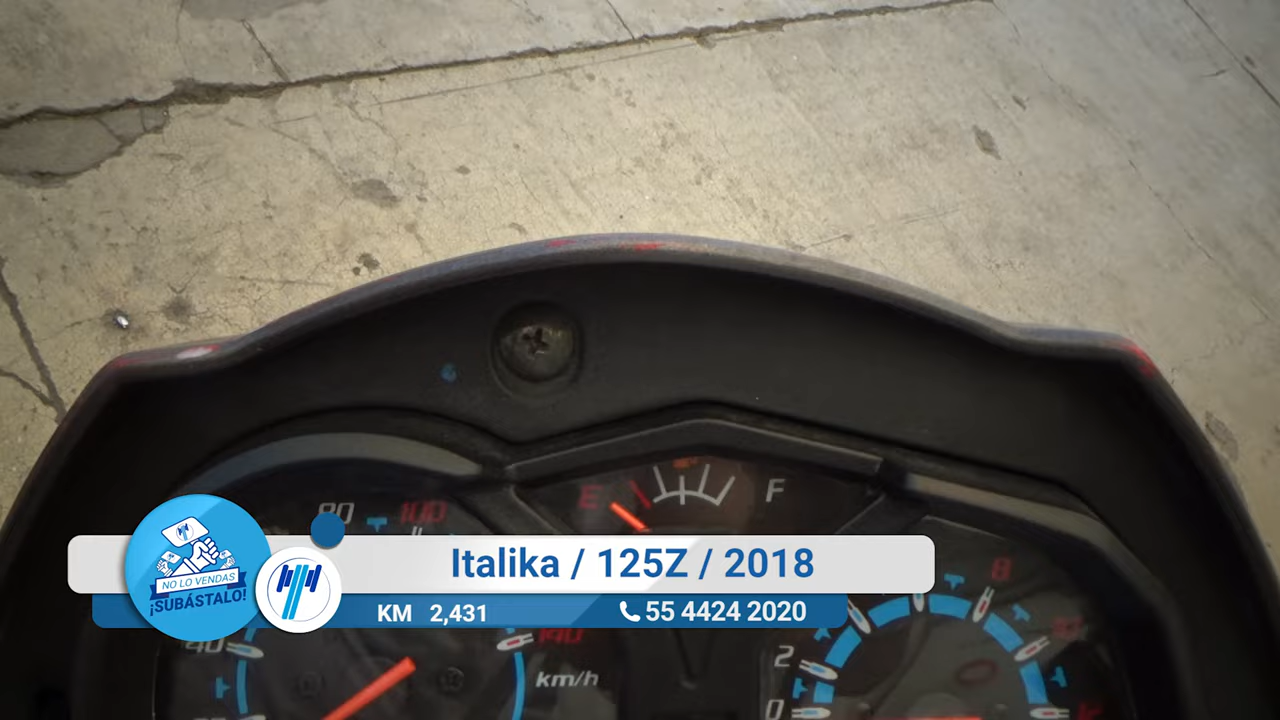 E F
80 100
8
Italika / 125Z / 2018
NO LO VENDAS
¡SUBÁSTALO!
KM 2,431 55 4424 2020
40 140
km/h
2
0